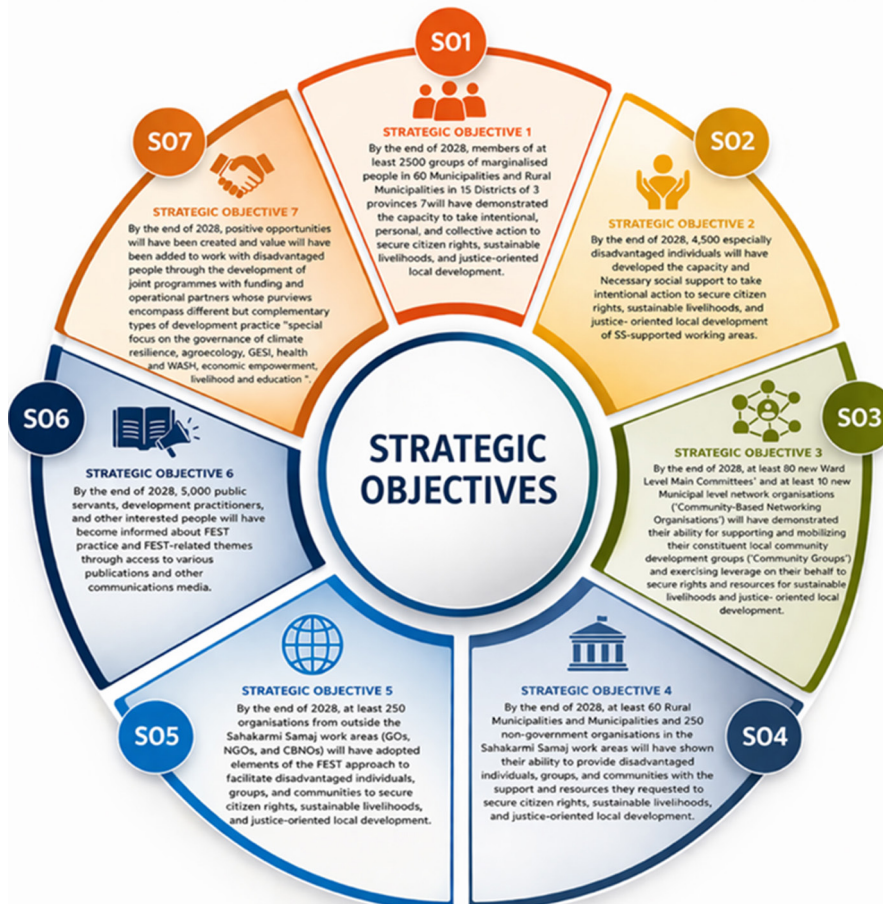 SO1
STRATEGIC OBJECTIVE 1
By the end of 2028, members of at
least 2500 groups of marginalised
people in 60 Municipalities and Rural
Municipalities in 15 Districts of 3
provinces 7will have demonstrated
the capacity to take intentional,
personal, and collective action to
secure citizen rights, sustainable
livelihoods, and justice-oriented
local development.
SO2
STRATEGIC OBJECTIVE 2
By the end of 2028, 4,500 especially
disadvantaged individuals will have
developed the capacity and
Necessary social support to take
intentional action to secure citizen
rights, sustainable livelihoods, and
justice- oriented local development
of SS-supported working areas.
SO3
STRATEGIC OBJECTIVE 3
By the end of 2028, at least 80 new Ward
Level Main Committees' and at least 10 new
Municipal level network organisations
('Community-Based Networking
Organisations') will have demonstrated
their ability for supporting and mobilizing
their constituent local community
development groups ('Community Groups')
and exercising leverage on their behalf to
secure rights and resources for sustainable
livelihoods and justice- oriented local
development.
SO4
STRATEGIC OBJECTIVE 4
By the end of 2028, at least 60 Rural
Municipalities and Municipalities and 250
non-government organisations in the
Sahakarmi Samaj work areas will have shown
their ability to provide disadvantaged
individuals, groups, and communities with the
support and resources they requested to
secure citizen rights, sustainable livelihoods,
and justice-oriented local development.
SO5
STRATEGIC OBJECTIVE 5
By the end of 2028, at least 250
organisations from outside the
Sahakarmi Samaj work areas (GOs,
NGOs, and CBNOs) will have adopted
elements of the FEST approach to
facilitate disadvantaged individuals,
groups, and communities to secure
citizen rights, sustainable livelihoods,
and justice-oriented local development.
SO6
STRATEGIC OBJECTIVE 6
By the end of 2028, 5,000 public
servants, development practitioners,
and other interested people will have
become informed about FEST
practice and FEST-related themes
through access to various
publications and other
communications media.
SO7
STRATEGIC OBJECTIVE 7
By the end of 2028, positive opportunities
will have been created and value will have
been added to work with disadvantaged
people through the development of
joint programmes with funding and
operational partners whose purviews
encompass different but complementary
types of development practice "special
focus on the governance of climate
resilience, agroecology, GESI, health
and WASH, economic empowerment,
livelihood and education ".
STRATEGIC
OBJECTIVES